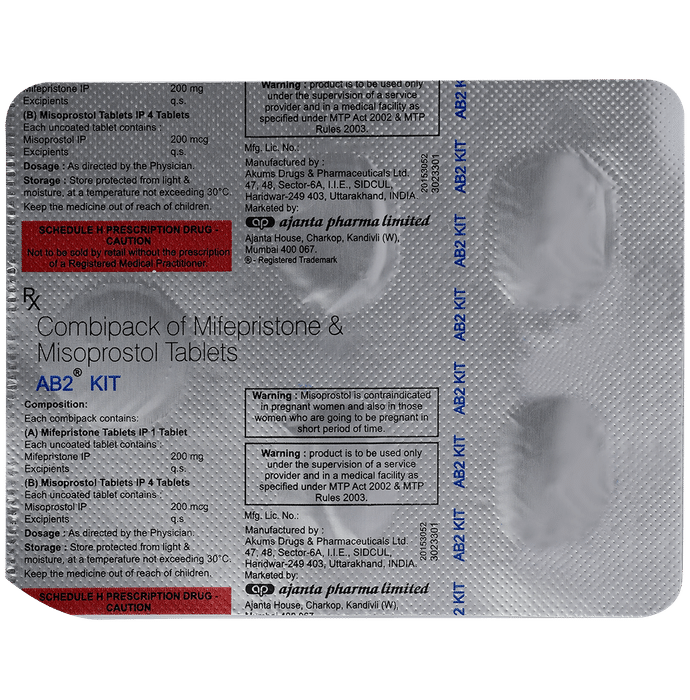 Mifepristone IP 200 mg
Excipients q.s.
(B) Misoprostol Tablets IP 4 Tablets
Each uncoated tablet contains :
Misoprostol IP 200 mcg
Excipients q.s.
Dosage : As directed by the Physician.
Storage : Store protected from light &
moisture, at a temperature not exceeding 30°C.
Keep the medicine out of reach of children.
SCHEDULE H PRESCRIPTION DRUG -
CAUTION
Not to be sold by retail without the prescription
of a Registered Medical Practitioner.
Rx
Combipack of Mifepristone &
Misoprostol Tablets
AB2® KIT
Composition:
Each combipack contains:
(A) Mifepristone Tablets IP 1 Tablet
Each uncoated tablet contains :
Mifepristone IP 200 mg
Excipients q.s.
(B) Misoprostol Tablets IP 4 Tablets
Each uncoated tablet contains :
Misoprostol IP 200 mcg
Excipients q.s.
Dosage : As directed by the Physician.
Storage : Store protected from light &
moisture, at a temperature not exceeding 30°C.
Keep the medicine out of reach of children.
SCHEDULE H PRESCRIPTION DRUG -
CAUTION
Warning : product is to be used only
under the supervision of a service
provider and in a medical facility as
specified under MTP Act 2002 & MTP
Rules 2003.
Mfg. Lic. No.:
Manufactured by :
Akums Drugs & Pharmaceuticals Ltd.
47, 48, Sector-6A, I.I.E., SIDCUL,
Haridwar-249 403, Uttarakhand, INDIA.
Marketed by:
ap ajanta pharma limited
Ajanta House, Charkop, Kandivli (W),
Mumbai 400 067.
® - Registered Trademark
20153052
3023301
Warning : Misoprostol is contraindicated
in pregnant women and also in those
women who are going to be pregnant in
short period of time.
Warning : product is to be used only
under the supervision of a service
provider and in a medical facility as
specified under MTP Act 2002 & MTP
Rules 2003.
Mfg. Lic. No.:
Manufactured by :
Akums Drugs & Pharmaceuticals Ltd.
47, 48, Sector-6A, I.I.E., SIDCUL,
Haridwar-249 403, Uttarakhand, INDIA.
Marketed by:
ap ajanta pharma limited
Ajanta House, Charkop, Kandivli (W),
Mumbai 400 067.
20153052
3023301
2 KIT AB2 KIT AB2 KIT AB2 KIT AB2 KIT AB2 KIT AB2 K